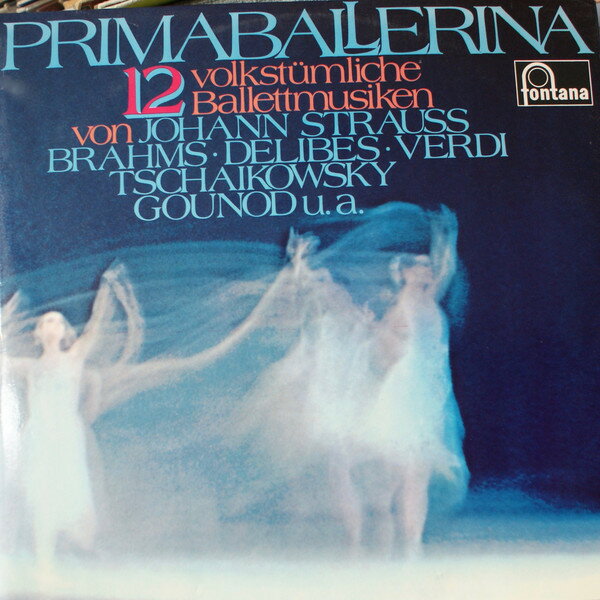 PRIMABALLERINA
12 volkstümliche
Ballettmusiken
von JOHANN STRAUSS
BRAHMS · DELIBES · VERDI
TSCHAIKOWSKY
GOUNOD u. a.
fontana